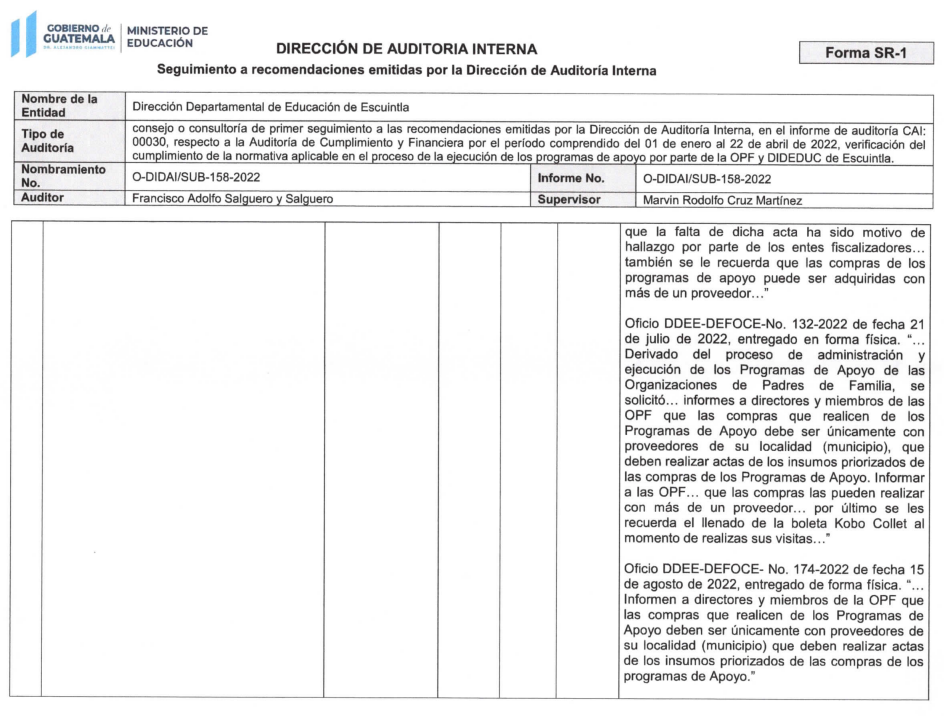 GOBIERNO de
GUATEMALA
DR. ALEJANDRO GIAMMATTEI
MINISTERIO DE
EDUCACIÓN
DIRECCIÓN DE AUDITORIA INTERNA
Forma SR-1
Seguimiento a recomendaciones emitidas por la Dirección de Auditoría Interna
Nombre de la
Entidad
Dirección Departamental de Educación de Escuintla
Tipo de
Auditoría
consejo o consultoría de primer seguimiento a las recomendaciones emitidas por la Dirección de Auditoría Interna, en el informe de auditoría CAI:
00030, respecto a la Auditoría de Cumplimiento y Financiera por el período comprendido del 01 de enero al 22 de abril de 2022, verificación del
cumplimiento de la normativa aplicable en el proceso de la ejecución de los programas de apoyo por parte de la OPF y DIDEDUC de Escuintla.
Nombramiento
No.
O-DIDAI/SUB-158-2022
Informe No.
O-DIDAI/SUB-158-2022
Auditor
Francisco Adolfo Salguero y Salguero
Supervisor
Marvin Rodolfo Cruz Martínez
que la falta de dicha acta ha sido motivo de
hallazgo por parte de los entes fiscalizadores…
también se le recuerda que las compras de los
programas de apoyo puede ser adquiridas con
más de un proveedor…"
Oficio DDEE-DEFOCE-No. 132-2022 de fecha 21
de julio de 2022, entregado en forma física. "…
Derivado del proceso de administración y
ejecución de los Programas de Apoyo de las
Organizaciones de Padres de Familia, se
solicitó… informes a directores y miembros de las
OPF que las compras que realicen de los
Programas de Apoyo debe ser únicamente con
proveedores de su localidad (municipio), que
deben realizar actas de los insumos priorizados de
las compras de los Programas de Apoyo. Informar
a las OPF… que las compras las pueden realizar
con más de un proveedor… por último se les
recuerda el llenado de la boleta Kobo Collet al
momento de realizas sus visitas…"
Oficio DDEE-DEFOCE- No. 174-2022 de fecha 15
de agosto de 2022, entregado de forma física. "…
Informen a directores y miembros de la OPF que
las compras que realicen de los Programas de
Apoyo deben ser únicamente con proveedores de
su localidad (municipio) que deben realizar actas
de los insumos priorizados de las compras de los
programas de Apoyo."